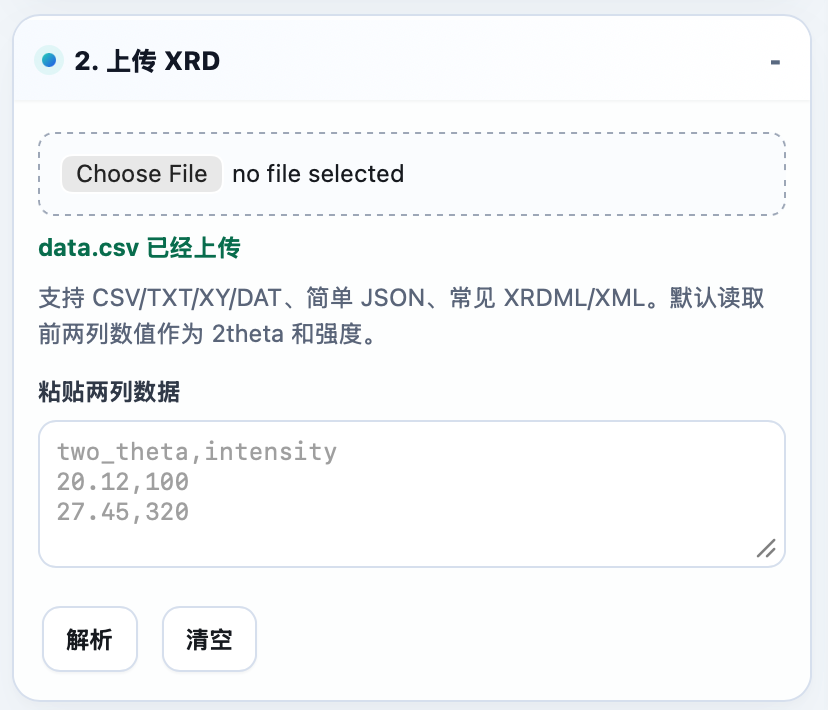 2. 上传 XRD
-
Choose File no file selected
data.csv 已经上传
支持 CSV/TXT/XY/DAT、简单 JSON、常见 XRDML/XML。默认读取
前两列数值作为 2theta 和强度。
粘贴两列数据
two_theta,intensity
20.12,100
27.45,320
解析 清空